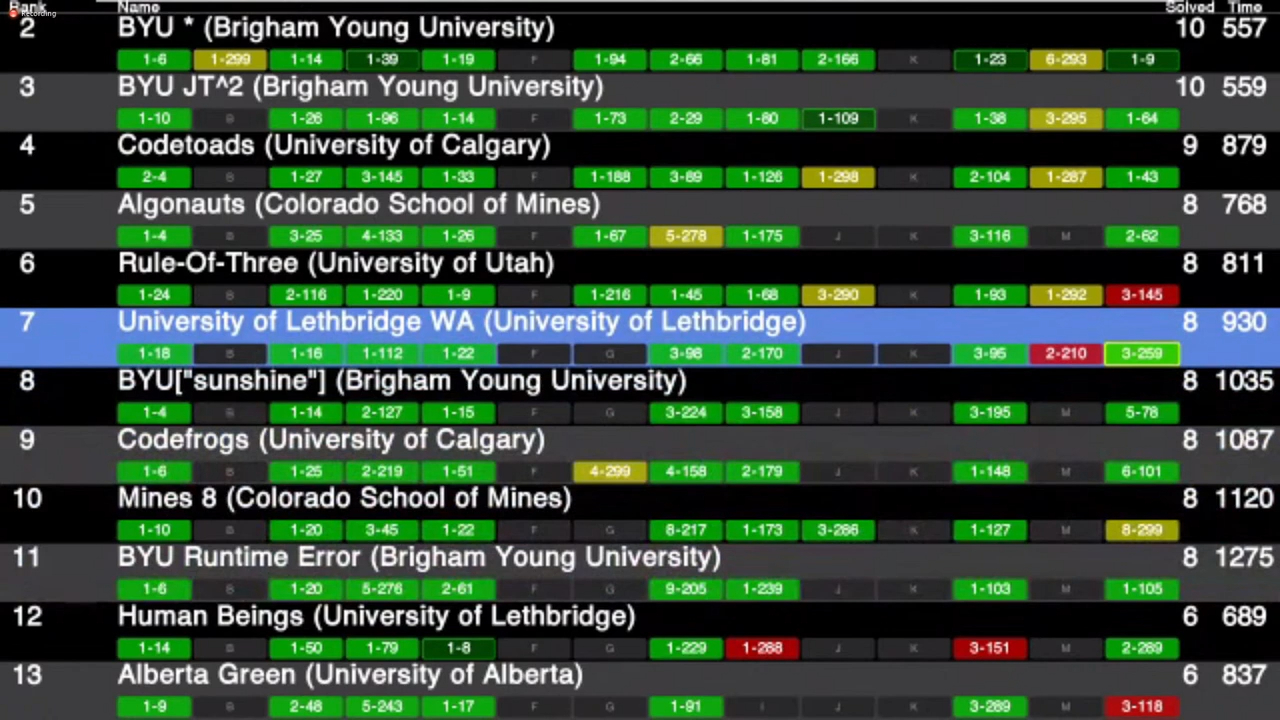 Rank Name Solved Time
Recording
2 BYU * (Brigham Young University) 10 557
1-6 1-299 1-14 1-39 1-19 F 1-94 2-66 1-81 2-166 K 1-23 6-293 1-9
3 BYU JT^2 (Brigham Young University) 10 559
1-10 B 1-26 1-96 1-14 F 1-73 2-29 1-80 1-109 K 1-38 3-295 1-64
4 Codetoads (University of Calgary) 9 879
2-4 B 1-27 3-145 1-33 F 1-188 3-89 1-126 1-298 K 2-104 1-287 1-43
5 Algonauts (Colorado School of Mines) 8 768
1-4 B 3-25 4-133 1-26 F 1-67 5-278 1-175 J K 3-116 M 2-62
6 Rule-Of-Three (University of Utah) 8 811
1-24 B 2-116 1-220 1-9 F 1-216 1-45 1-68 3-290 K 1-93 1-292 3-145
7 University of Lethbridge WA (University of Lethbridge) 8 930
1-18 B 1-16 1-112 1-22 F G 3-98 2-170 J K 3-95 2-210 3-259
8 BYU["sunshine"] (Brigham Young University) 8 1035
1-4 B 1-14 2-127 1-15 F G 3-224 3-158 J K 3-195 M 5-78
9 Codefrogs (University of Calgary) 8 1087
1-6 B 1-25 2-219 1-51 F 4-299 4-158 2-179 J K 1-148 M 6-101
10 Mines 8 (Colorado School of Mines) 8 1120
1-10 B 1-20 3-45 1-22 F G 8-217 1-173 3-286 K 1-127 M 8-299
11 BYU Runtime Error (Brigham Young University) 8 1275
1-6 B 1-20 5-276 2-61 F G 9-205 1-239 J K 1-103 M 1-105
12 Human Beings (University of Lethbridge) 6 689
1-14 B 1-50 1-79 1-8 F G 1-229 1-288 J K 3-151 M 2-289
13 Alberta Green (University of Alberta) 6 837
1-9 B 2-48 5-243 1-17 F G 1-91 I J K 3-289 M 3-118